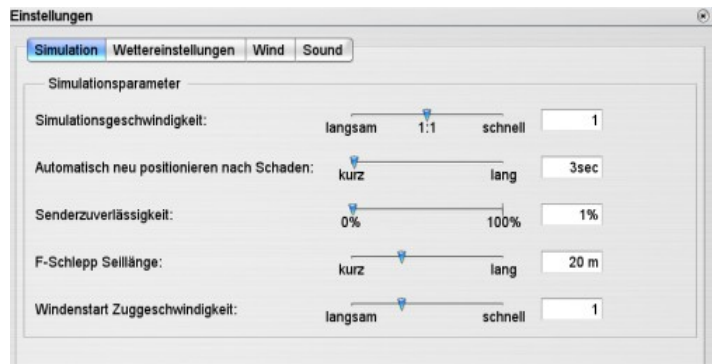 Einstellungen
Simulation Wettereinstellungen Wind Sound
Simulationsparameter
Simulationsgeschwindigkeit: langsam 1:1 schnell 1
Automatisch neu positionieren nach Schaden: kurz lang 3sec
Senderzuverlässigkeit: 0% 100% 1%
F-Schlepp Seillänge: kurz lang 20 m
Windenstart Zuggeschwindigkeit: langsam schnell 1